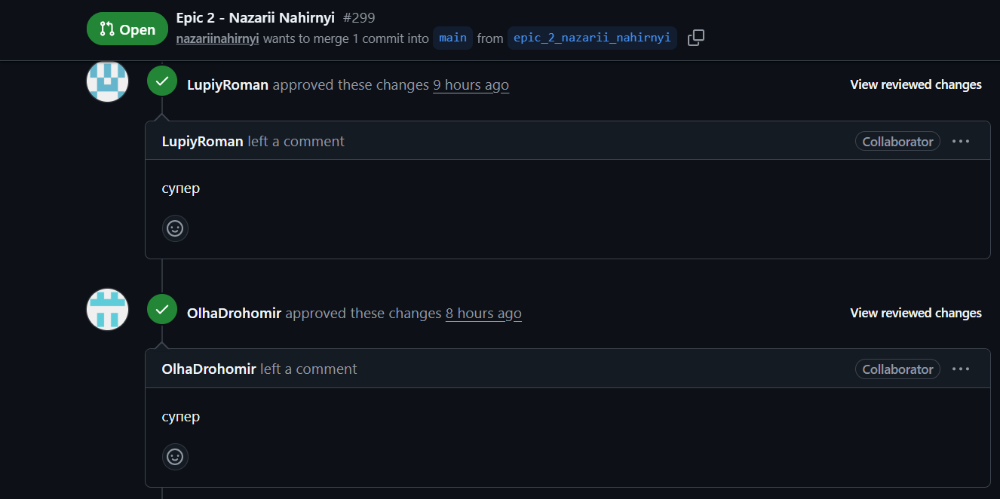 Open
Epic 2 - Nazarii Nahirnyi #299
nazariinahirnyi wants to merge 1 commit into main from epic_2_nazarii_nahirnyi
LupiyRoman approved these changes 9 hours ago View reviewed changes
LupiyRoman left a comment Collaborator ...
супер
OlhaDrohomir approved these changes 8 hours ago View reviewed changes
OlhaDrohomir left a comment Collaborator ...
супер